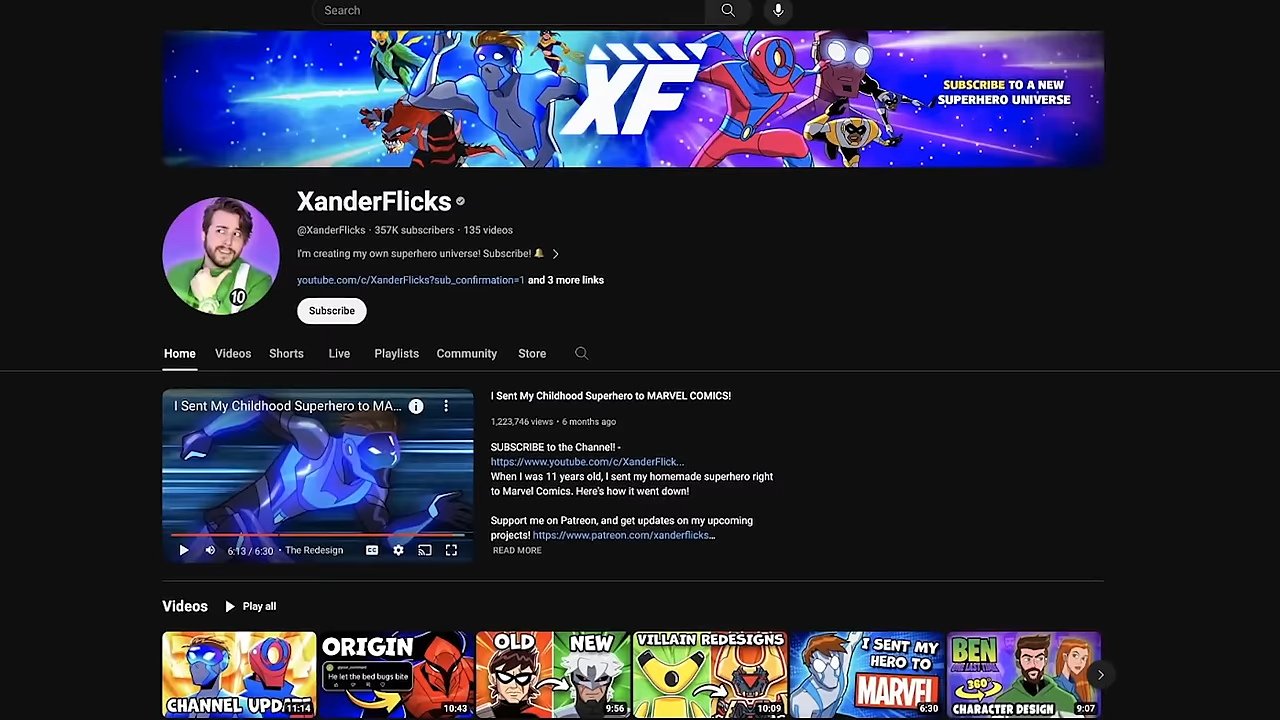 Search
XF
SUBSCRIBE TO A NEW
SUPERHERO UNIVERSE
XanderFlicks
@XanderFlicks · 357K subscribers · 135 videos
I'm creating my own superhero universe! Subscribe! 🔔
youtube.com/c/XanderFlicks?sub_confirmation=1 and 3 more links
10
Subscribe
Home Videos Shorts Live Playlists Community Store
I Sent My Childhood Superhero to MA...
6:13 / 6:30 · The Redesign
CC
I Sent My Childhood Superhero to MARVEL COMICS!
1,223,746 views · 6 months ago
SUBSCRIBE to the Channel! -
https://www.youtube.com/c/XanderFlick...
When I was 11 years old, I sent my homemade superhero right
to Marvel Comics. Here's how it went down!
Support me on Patreon, and get updates on my upcoming
projects! https://www.patreon.com/xanderflicks...
READ MORE
Videos Play all
CHANNEL UPDATE
11:14
ORIGIN
He let the bed bugs bite
10:43
OLD NEW
9:56
VILLAIN REDESIGNS
10:09
I SENT MY
HERO TO
MARVEL
6:30
BEN
ONE LAST TIME
360°
CHARACTER DESIGN
9:07